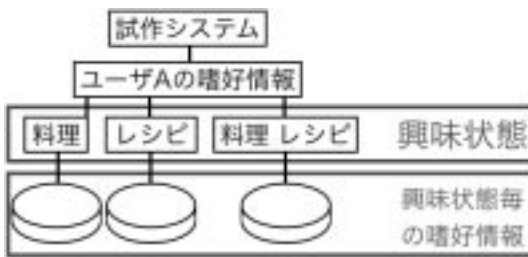 試作システム
ユーザAの嗜好情報
料理 レシピ 料理 レシピ 興味状態
興味状態毎
の嗜好情報